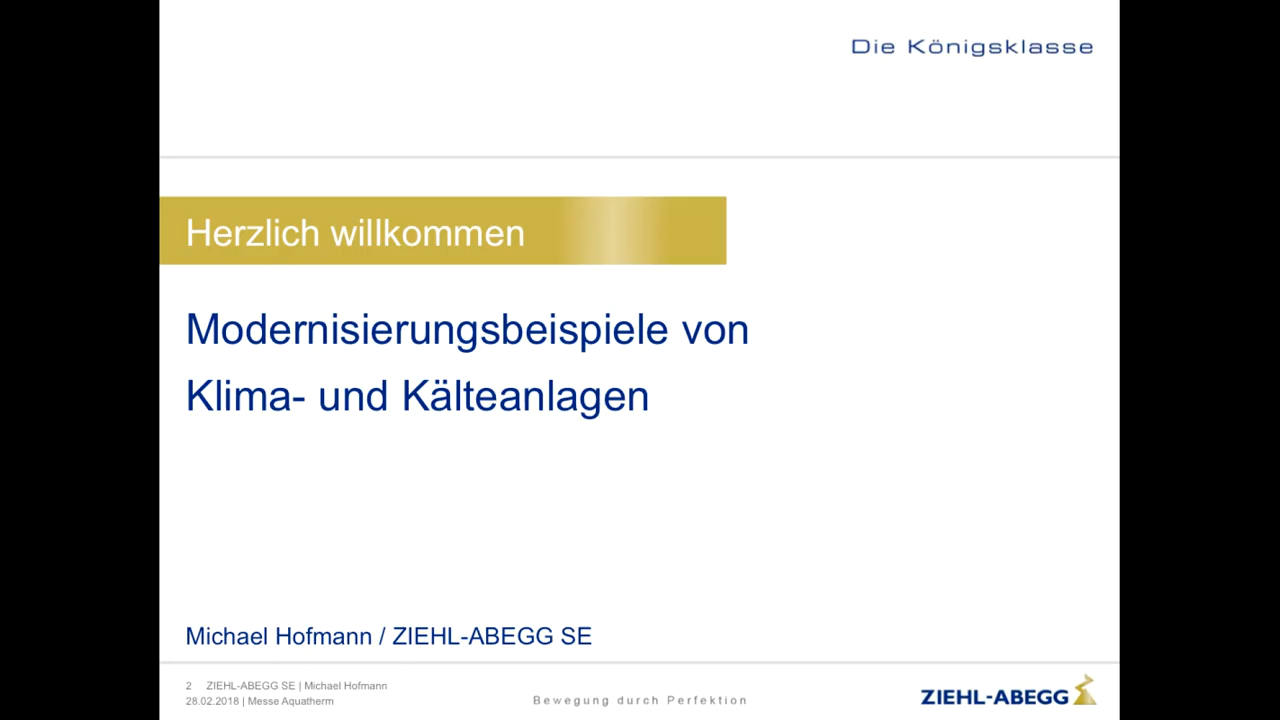 Die Königsklasse
Herzlich willkommen
Modernisierungsbeispiele von
Klima- und Kälteanlagen
Michael Hofmann / ZIEHL-ABEGG SE
2 ZIEHL-ABEGG SE | Michael Hofmann
28.02.2018 | Messe Aquatherm
Bewegung durch Perfektion
ZIEHL-ABEGG